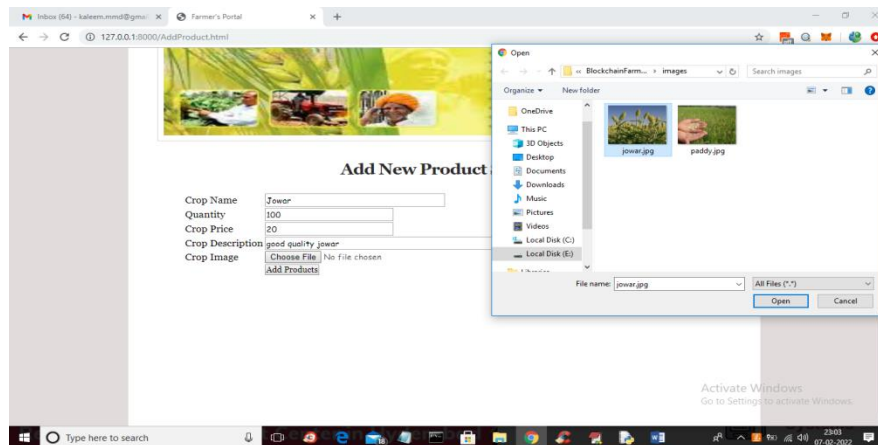 Inbox (64) - kaleem.mmd@gmail
Farmer's Portal
127.0.0.1:8000/AddProduct.html
Add New Product
Crop Name Jowar
Quantity 100
Crop Price 20
Crop Description good quality jowar
Crop Image Choose File No file chosen
Add Products
Open
« BlockchainFarm... › images
Search images
Organize
New folder
OneDrive
This PC
3D Objects
Desktop
Documents
Downloads
Music
Pictures
Videos
Local Disk (C:)
Local Disk (E:)
jowar.jpg
paddy.jpg
File name: jowar.jpg
All Files (*.*)
Open
Cancel
Activate Windows
Go to Settings to activate Windows.
Type here to search
23:03
07-02-2022